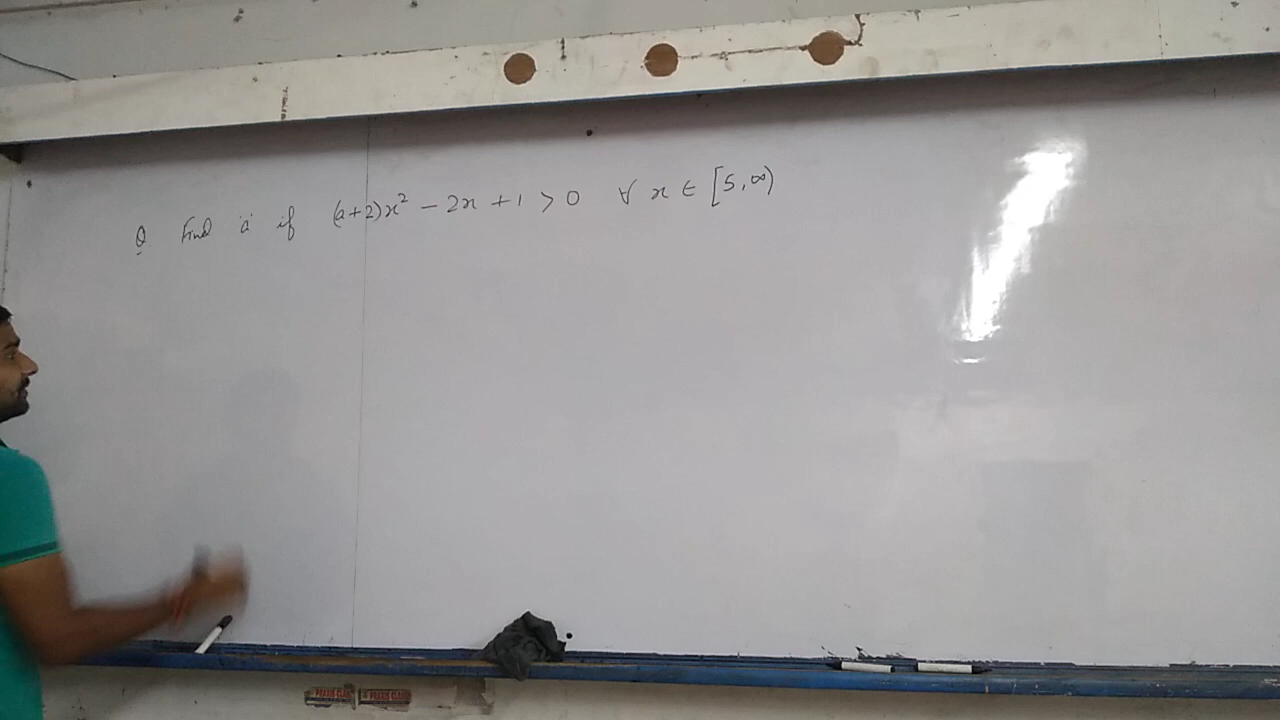 Q Find 'a' if (a+2)x² - 2x + 1 > 0 ∀ x ∈ [5, ∞)